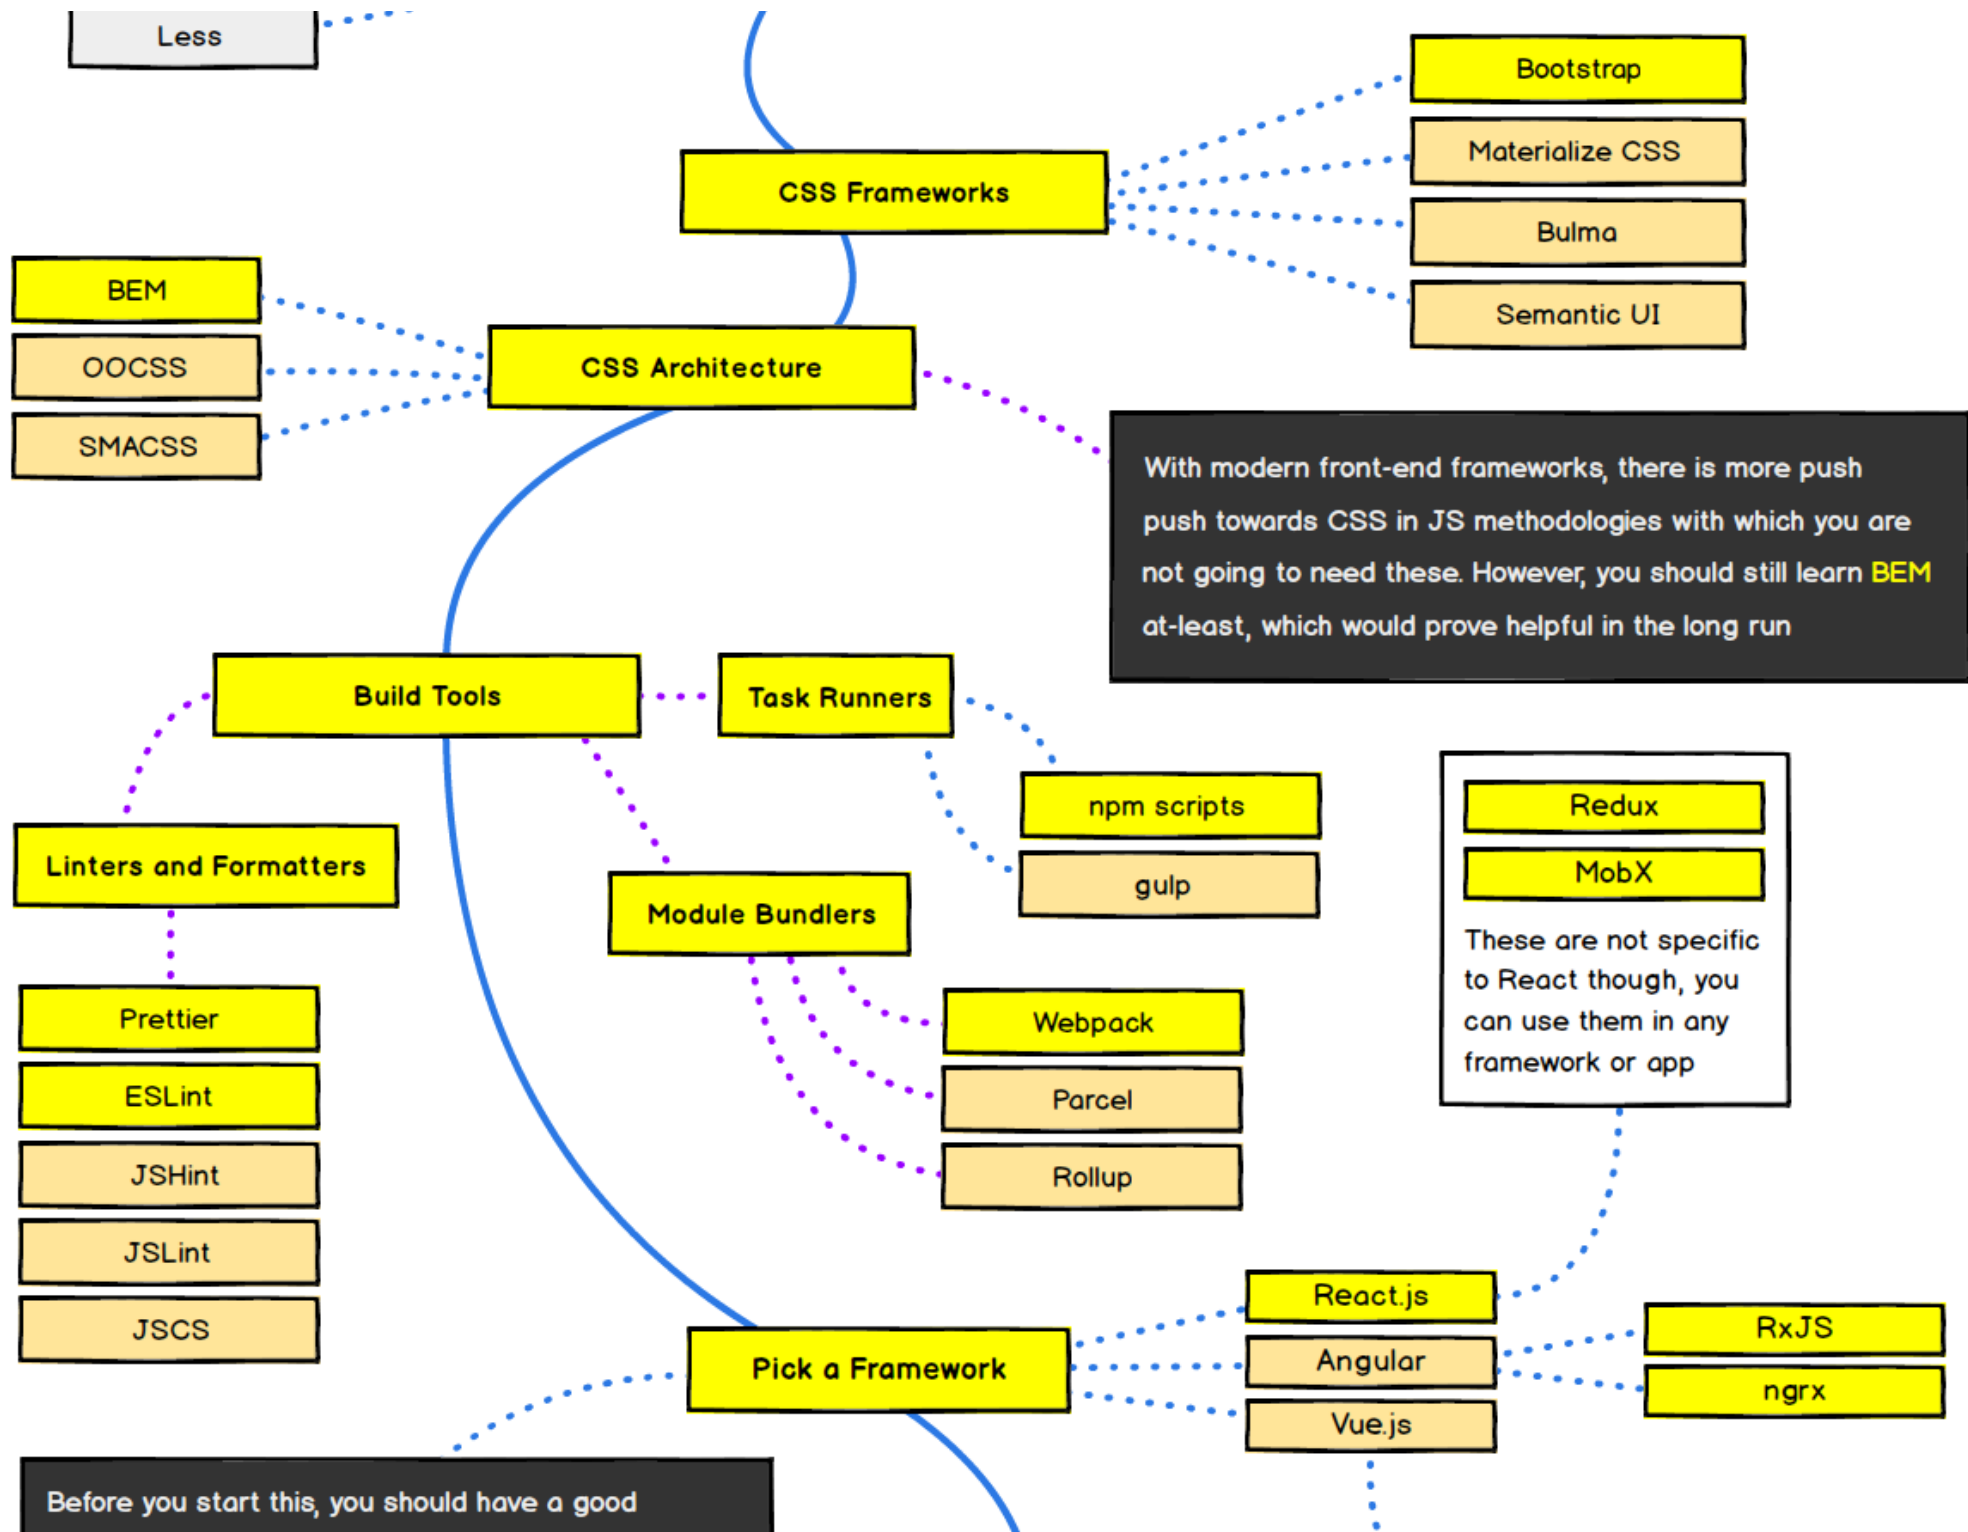 Less
Bootstrap
Materialize CSS
CSS Frameworks
Bulma
Semantic UI
BEM
OOCSS
SMACSS
CSS Architecture
With modern front-end frameworks, there is more push
push towards CSS in JS methodologies with which you are
not going to need these. However, you should still learn BEM
at-least, which would prove helpful in the long run
Build Tools
Task Runners
npm scripts
gulp
Redux
MobX
These are not specific
to React though, you
can use them in any
framework or app
Linters and Formatters
Module Bundlers
Prettier
ESLint
JSHint
JSLint
JSCS
Webpack
Parcel
Rollup
Pick a Framework
React.js
Angular
Vue.js
RxJS
ngrx
Before you start this, you should have a good